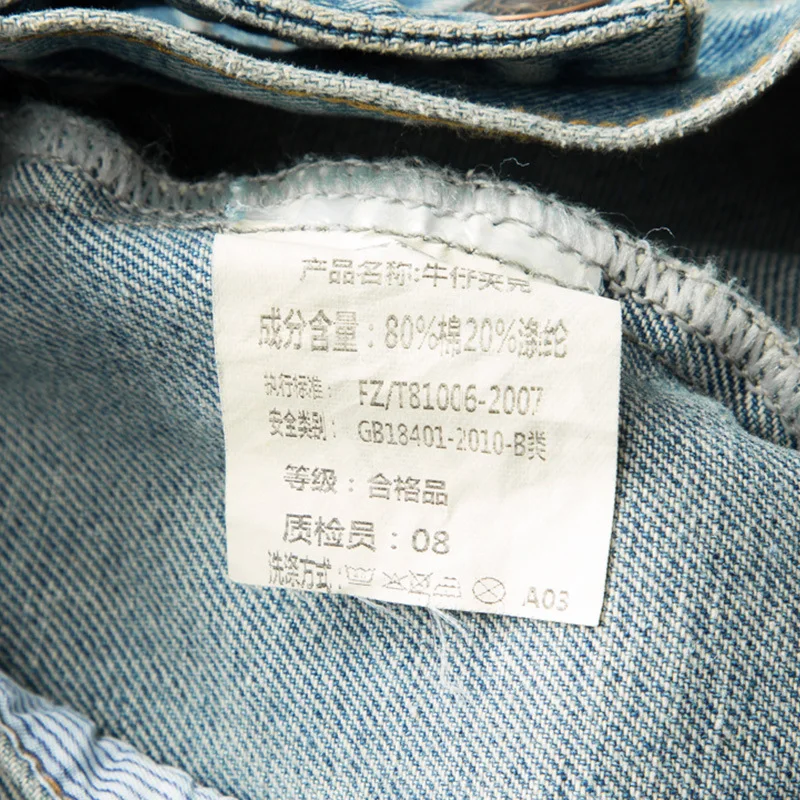 产品名称:牛仔夹克
成分含量：80%棉20%涤纶
执行标准： FZ/T81006-2007
安全类别： GB18401-2010-B类
等级：合格品
质检员：08
洗涤方式: A03